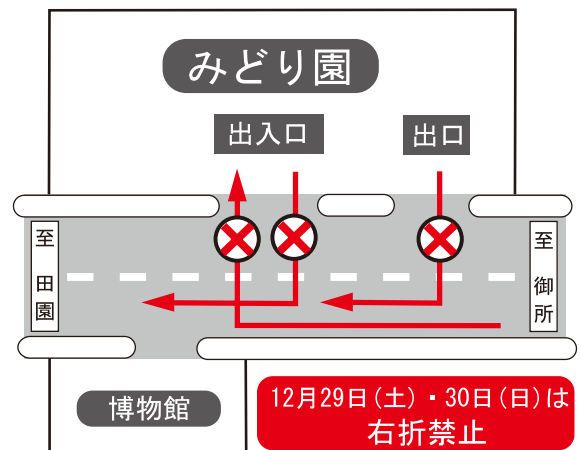 みどり園
出入口
出口
至田園
至御所
博物館
12月29日(土)・30日(日)は
右折禁止